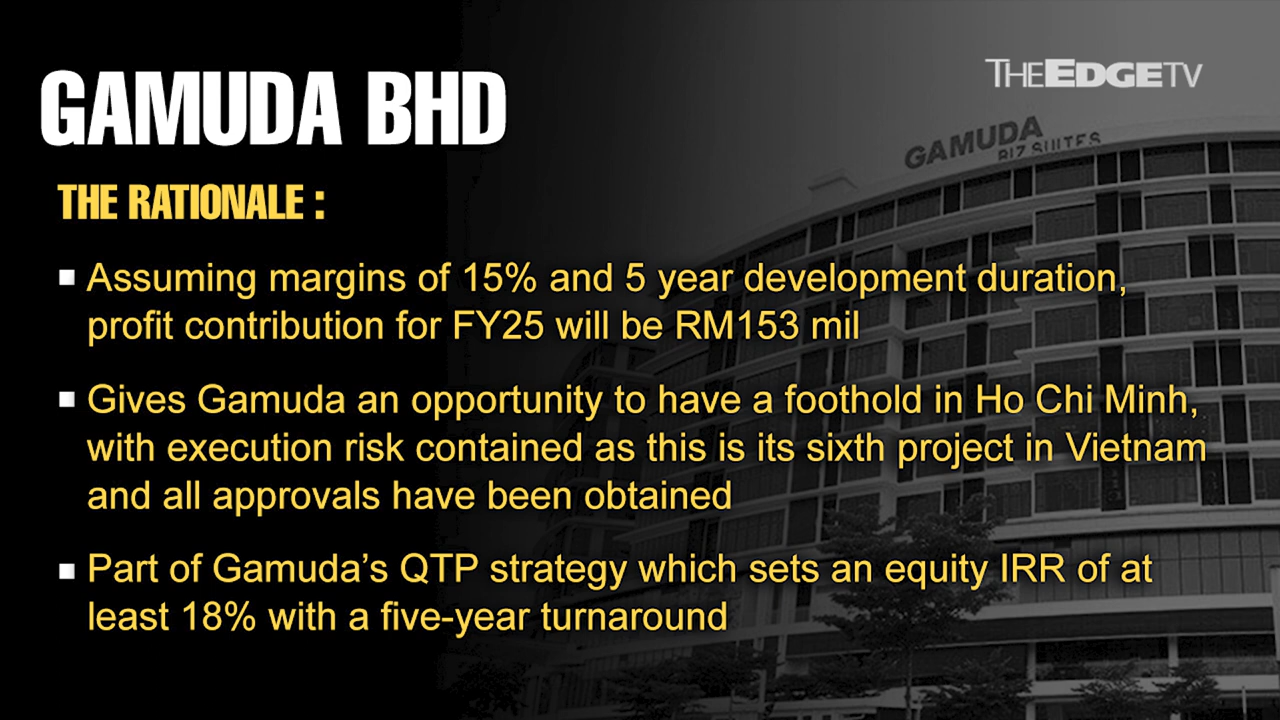 THEEDGETV
GAMUDA BHD
GAMUDA
BIZ SUITES
THE RATIONALE :
Assuming margins of 15% and 5 year development duration,
profit contribution for FY25 will be RM153 mil
Gives Gamuda an opportunity to have a foothold in Ho Chi Minh,
with execution risk contained as this is its sixth project in Vietnam
and all approvals have been obtained
Part of Gamuda’s QTP strategy which sets an equity IRR of at
least 18% with a five-year turnaround